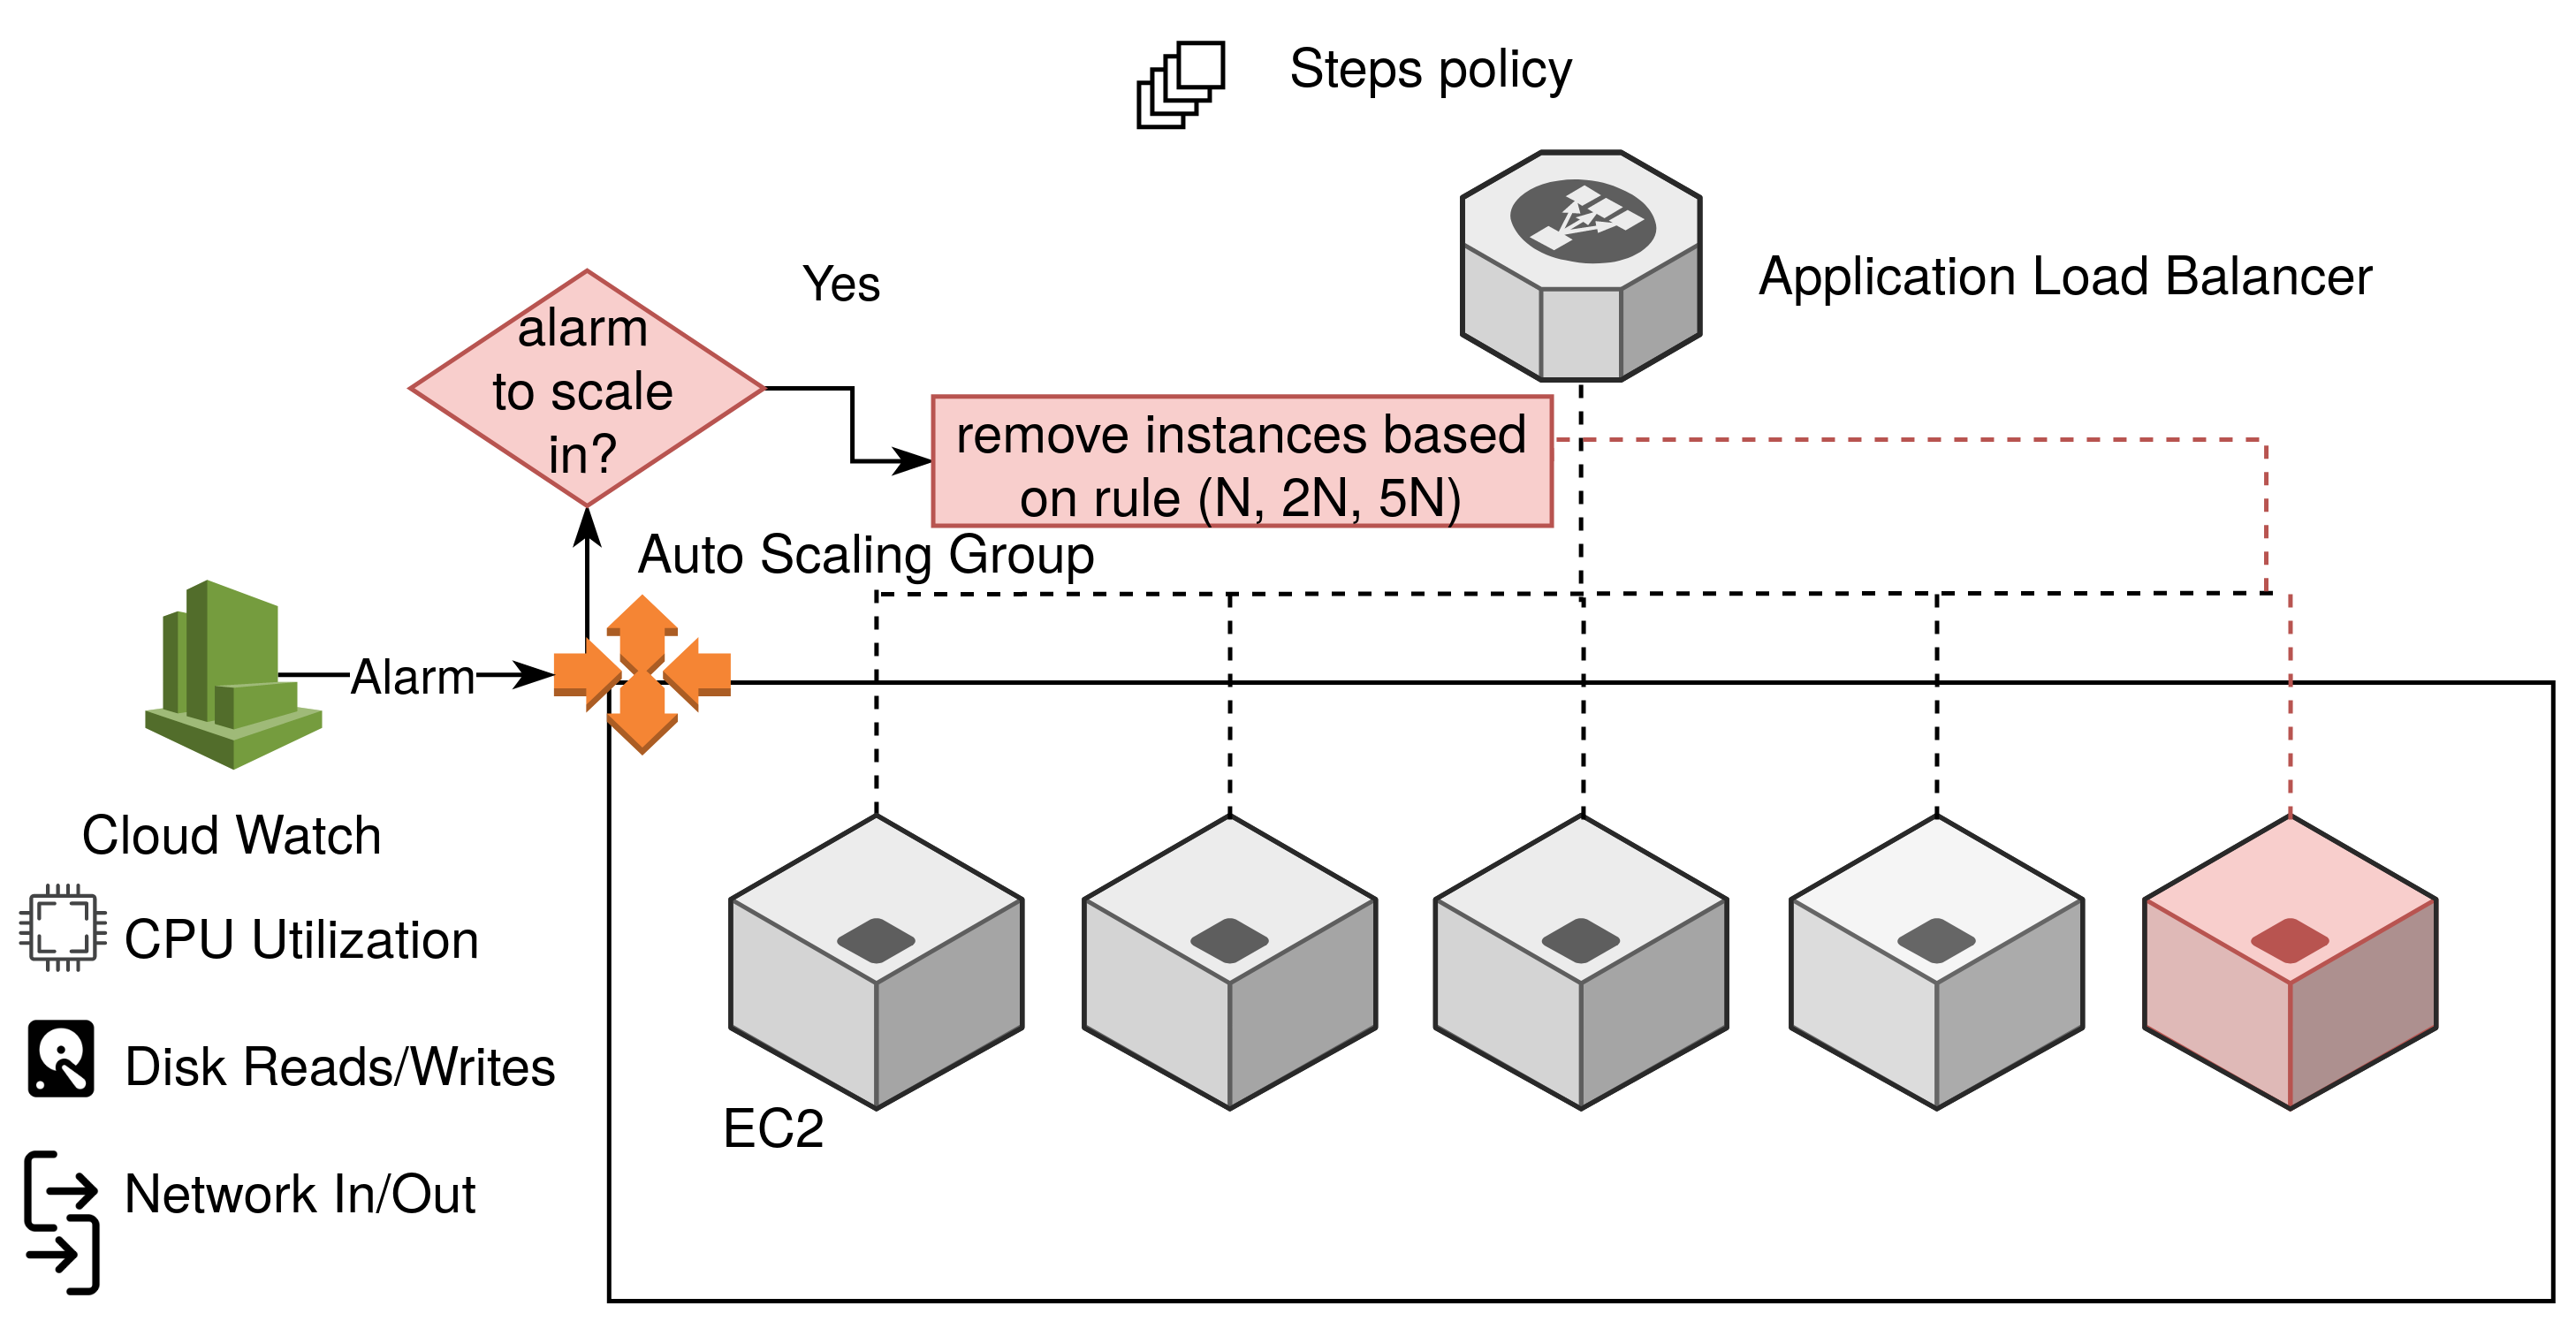 Steps policy
Application Load Balancer
Yes
alarm
to scale
in?
remove instances based
on rule (N, 2N, 5N)
Auto Scaling Group
Alarm
Cloud Watch
CPU Utilization
Disk Reads/Writes
EC2
Network In/Out